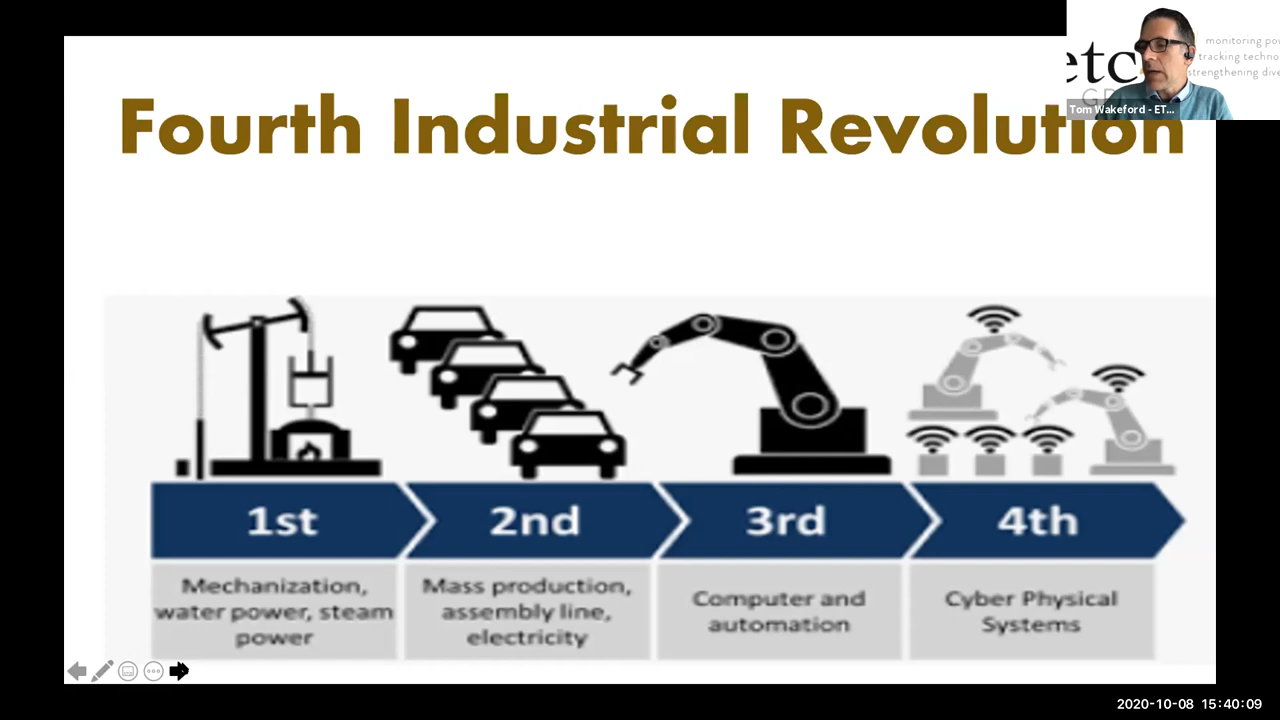 etc
monitoring po
tracking techno
strengthening dive
Tom Wakeford - ET...
Fourth Industrial Revolution
1st
2nd
3rd
4th
Mechanization,
water power, steam
power
Mass production,
assembly line,
electricity
Computer and
automation
Cyber Physical
Systems
2020-10-08 15:40:09